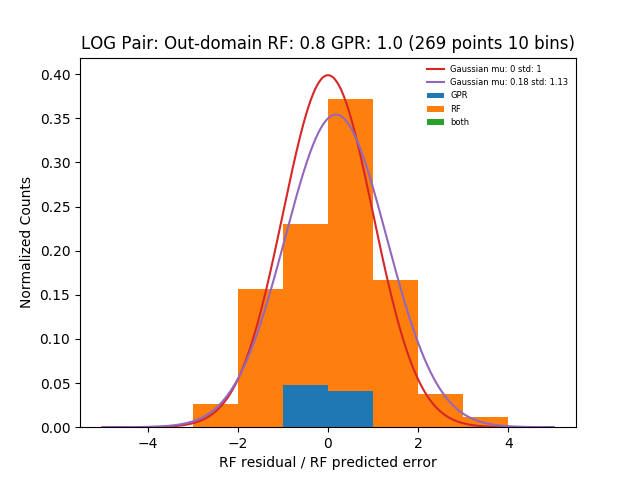 LOG Pair: Out-domain RF: 0.8 GPR: 1.0 (269 points 10 bins)
Gaussian mu: 0 std: 1
Gaussian mu: 0.18 std: 1.13
GPR
RF
both
Normalized Counts
0.40
0.35
0.30
0.25
0.20
0.15
0.10
0.05
0.00
−4 −2 0 2 4
RF residual / RF predicted error